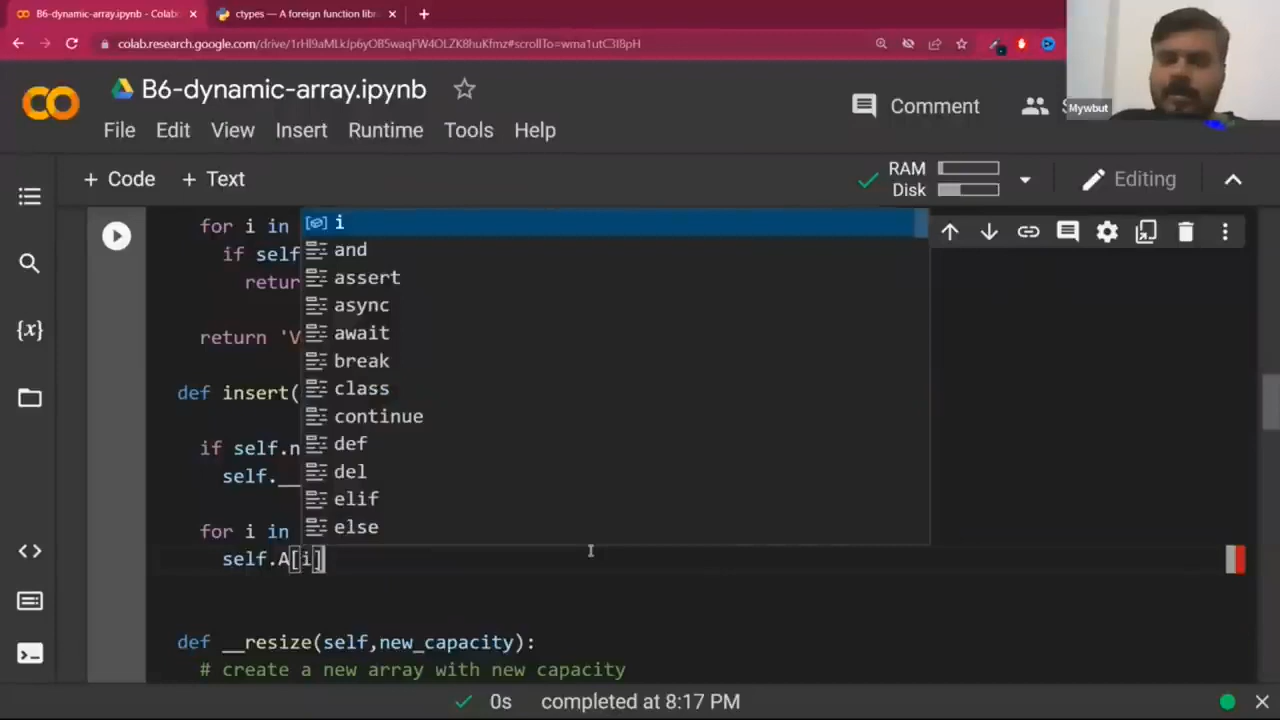 B6-dynamic-array.ipynb - Colab
ctypes — A foreign function libr
colab.research.google.com/drive/1rHl9aMLkJp6yOB5waqFW4OLZK8huKfmz#scrollTo=wma1utC3I8pH
B6-dynamic-array.ipynb
File Edit View Insert Runtime Tools Help
Comment
Mywbut
+ Code + Text
RAM
Disk
Editing
for i in
if self
return
return 'V
def insert(
if self.n
self.__
for i in
self.A[i]
i
and
assert
async
await
break
class
continue
def
del
elif
else
def __resize(self,new_capacity):
# create a new array with new capacity
0s completed at 8:17 PM